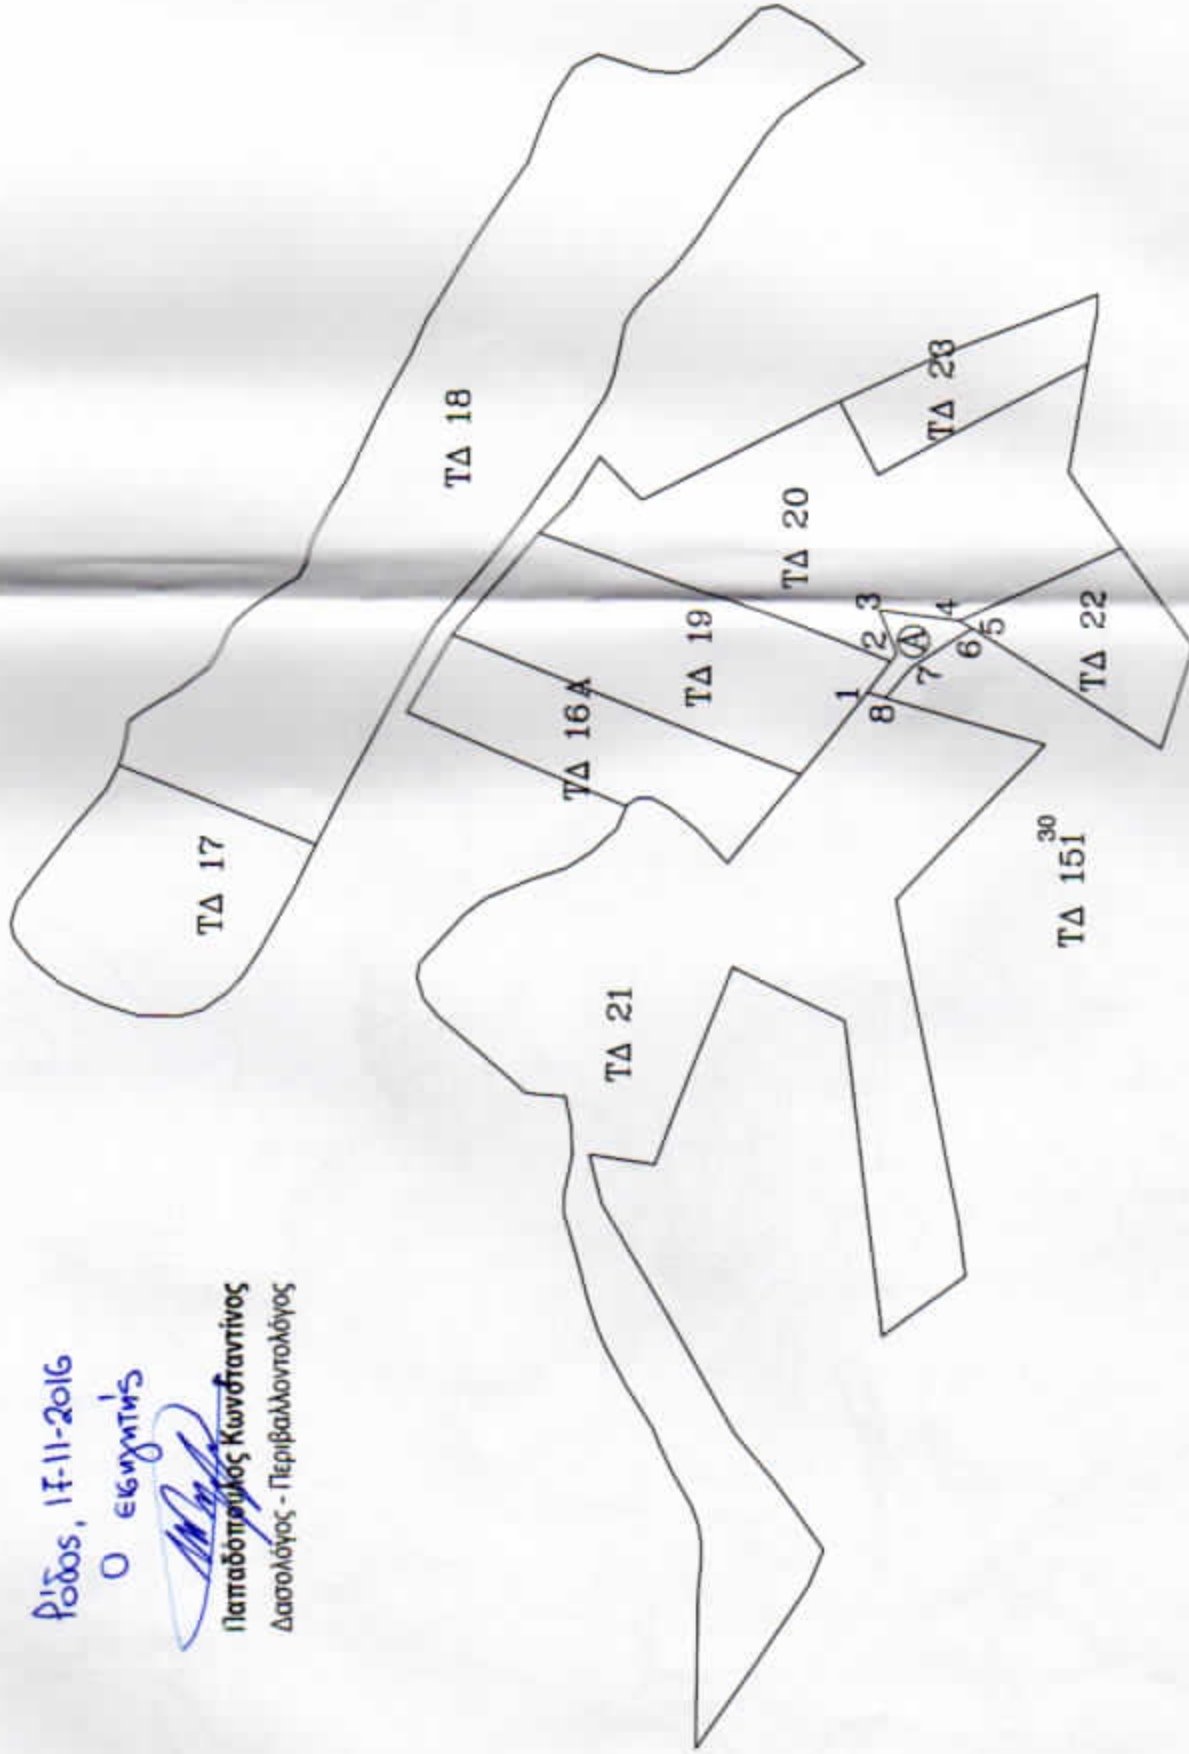 Ρόδος, 17-11-2016
Ο εισηγητής
Παπαδόπουλος Κωνσταντίνος
Δασολόγος - Περιβαλλοντολόγος
ΤΔ 17
ΤΔ 18
ΤΔ 16Α
ΤΔ 19
ΤΔ 20
ΤΔ 23
ΤΔ 21
ΤΔ 22
ΤΔ 151
30
1
2
3
4
5
6
7
8
Α